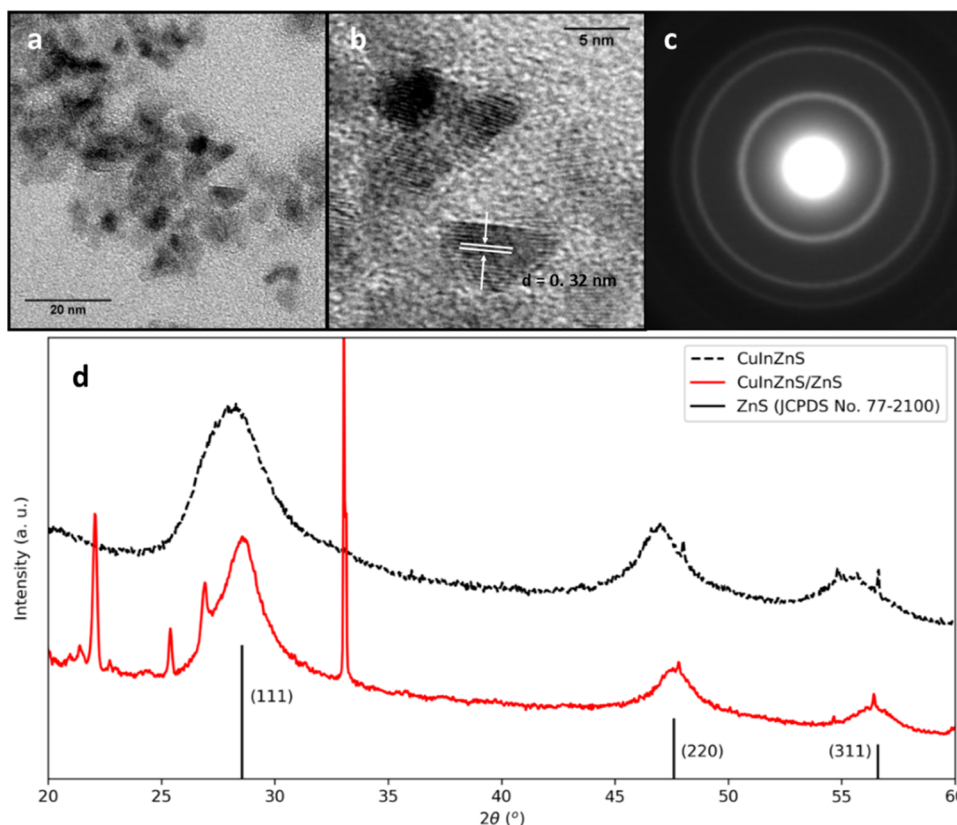 a
20 nm
b
5 nm
d = 0. 32 nm
c
d
CuInZnS
CuInZnS/ZnS
ZnS (JCPDS No. 77-2100)
Intensity (a. u.)
(111)
(220)
(311)
20 25 30 35 40 45 50 55 60
2θ (°)